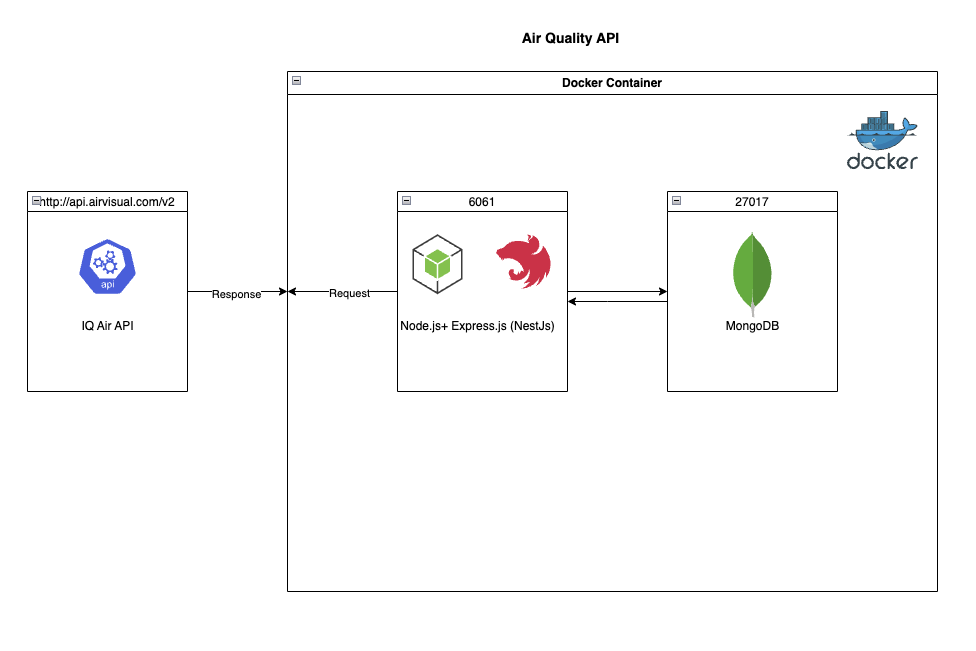 Air Quality API
Docker Container
docker
http://api.airvisual.com/v2
6061
27017
api
Response
Request
IQ Air API
Node.js+ Express.js (NestJs)
MongoDB